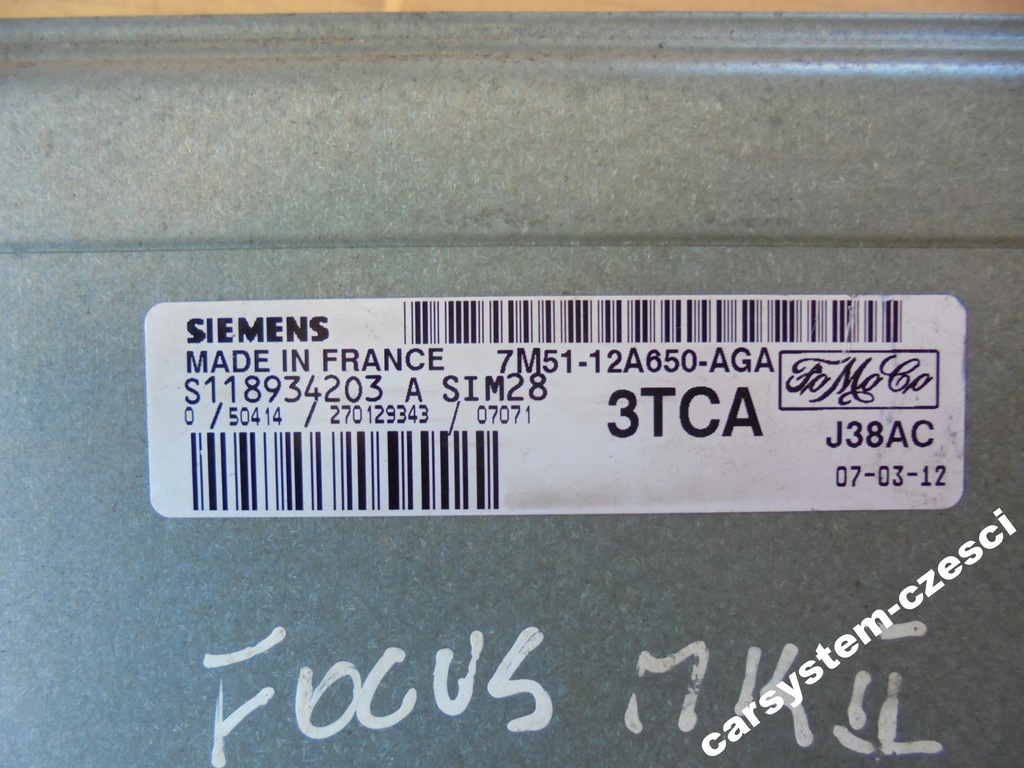 SIEMENS
MADE IN FRANCE 7M51-12A650-AGA
FoMoCo
S118934203 A SIM28
3TCA
0 / 50414 / 270129343 / 07071
J38AC
07-03-12
FOCUS MK II
carsystem-czesci